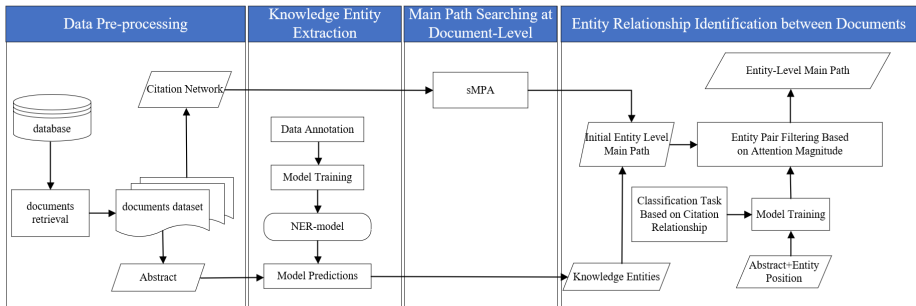 Data Pre-processing
Knowledge Entity
Extraction
Main Path Searching at
Document-Level
Entity Relationship Identification between Documents
database
documents
retrieval
Citation Network
documents dataset
Abstract
Data Annotation
Model Training
NER-model
Model Predictions
sMPA
Initial Entity Level
Main Path
Knowledge Entities
Entity-Level Main Path
Entity Pair Filtering Based
on Attention Magnitude
Classification Task
Based on Citation
Relationship
Model Training
Abstract+Entity
Position